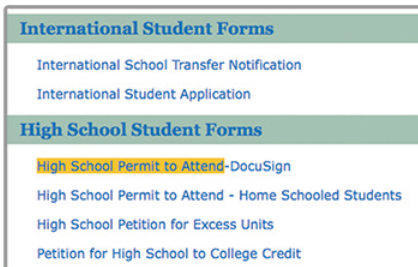 International Student Forms
International School Transfer Notification
International Student Application
High School Student Forms
High School Permit to Attend-DocuSign
High School Permit to Attend - Home Schooled Students
High School Petition for Excess Units
Petition for High School to College Credit